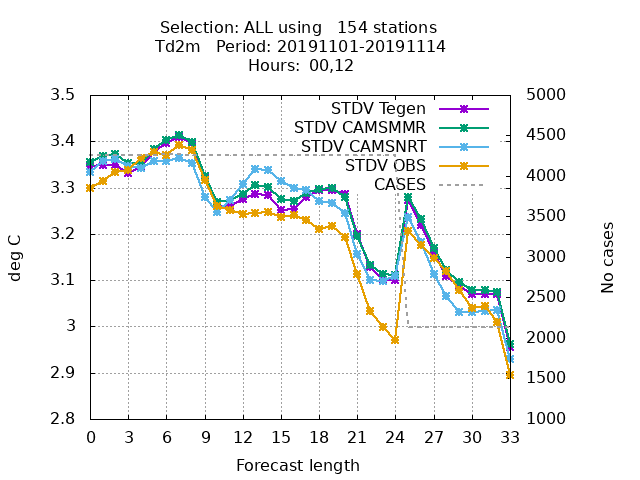 Selection: ALL using   154 stations
Td2m   Period: 20191101-20191114
Hours:  00,12
3.5
3.4
3.3
3.2
3.1
3
2.9
2.8
deg C
STDV Tegen
STDV CAMSMMR
STDV CAMSNRT
STDV OBS
CASES
5000
4500
4000
3500
3000
2500
2000
1500
1000
No cases
0 3 6 9 12 15 18 21 24 27 30 33
Forecast length